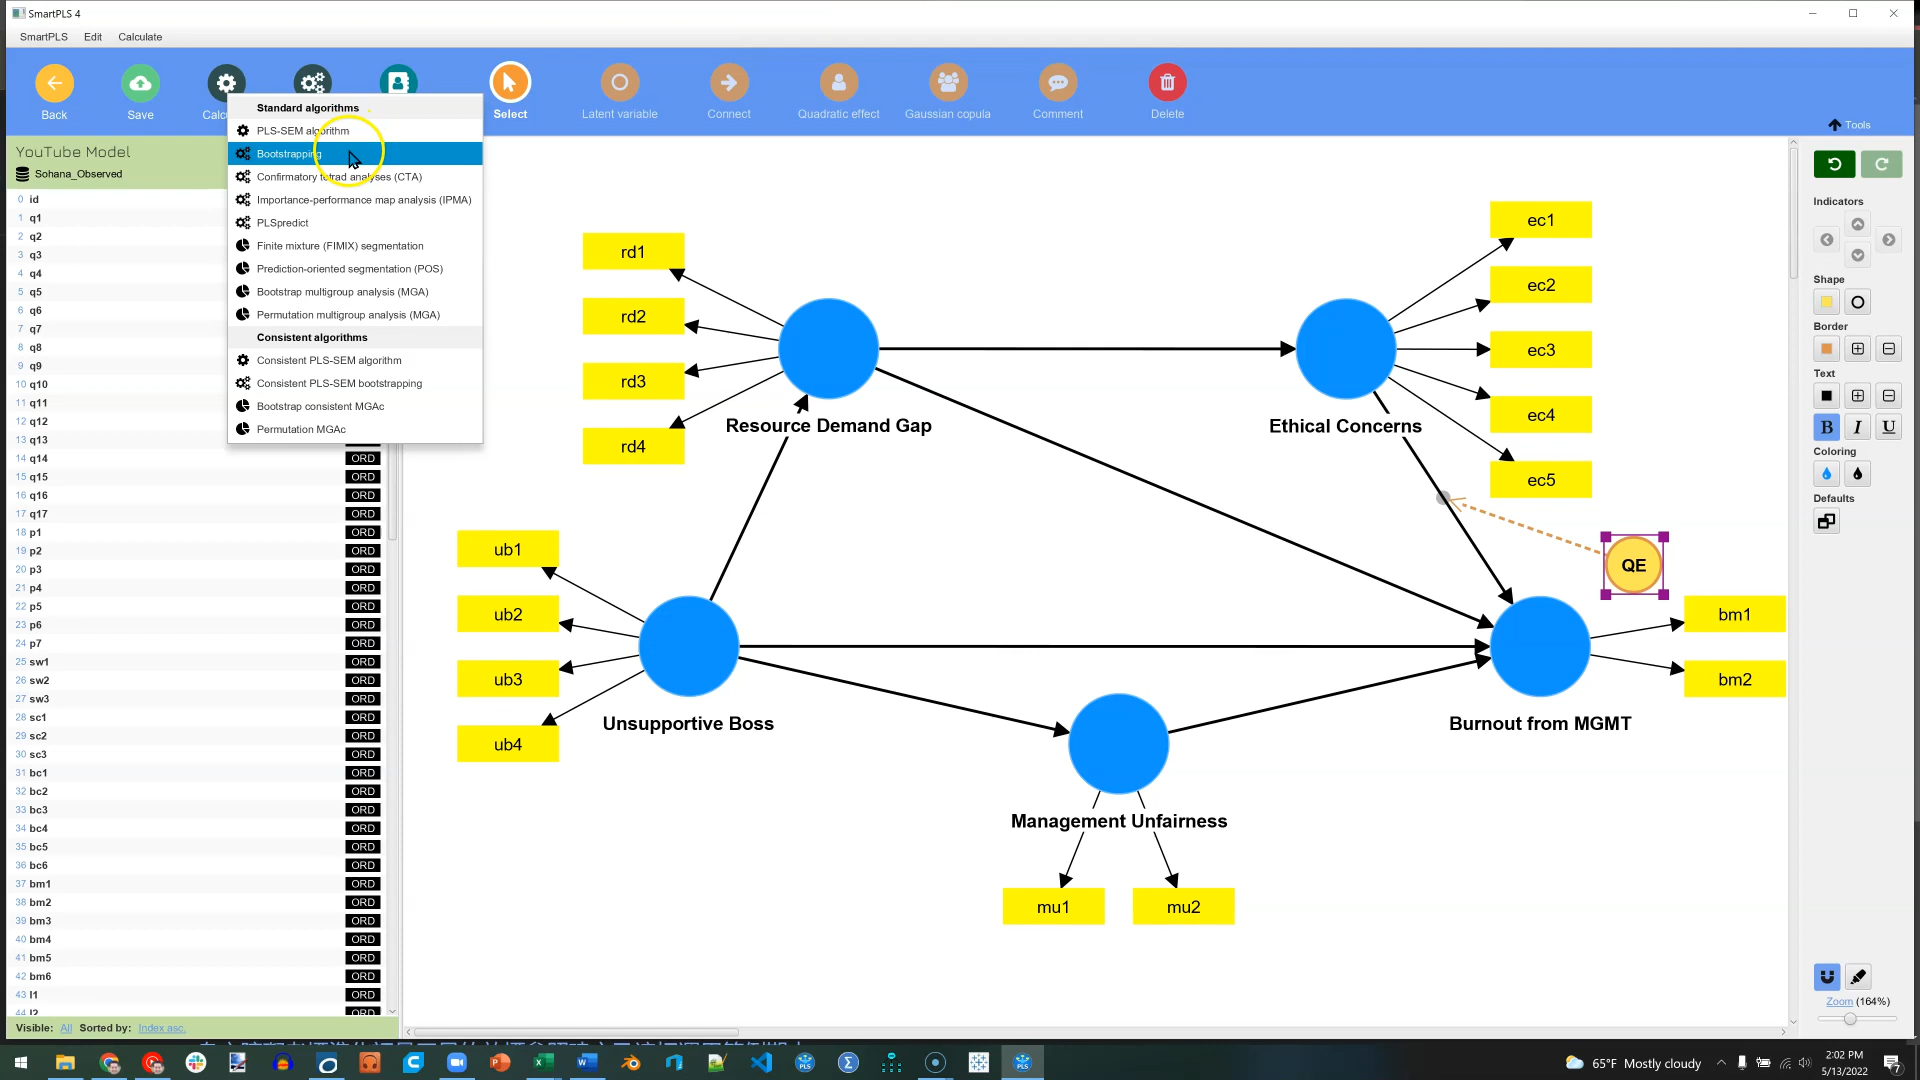 SmartPLS 4
SmartPLS Edit Calculate
Back
Save
Calcu
Select
Latent variable
Connect
Quadratic effect
Gaussian copula
Comment
Delete
Tools
Standard algorithms
PLS-SEM algorithm
Bootstrapping
Confirmatory tetrad analyses (CTA)
Importance-performance map analysis (IPMA)
PLSpredict
Finite mixture (FIMIX) segmentation
Prediction-oriented segmentation (POS)
Bootstrap multigroup analysis (MGA)
Permutation multigroup analysis (MGA)
Consistent algorithms
Consistent PLS-SEM algorithm
Consistent PLS-SEM bootstrapping
Bootstrap consistent MGAc
Permutation MGAc
YouTube Model
Sohana_Observed
0 id
1 q1
2 q2
3 q3
4 q4
5 q5
6 q6
7 q7
8 q8
9 q9
10 q10
11 q11
12 q12
13 q13
14 q14 ORD
15 q15 ORD
16 q16 ORD
17 q17 ORD
18 p1 ORD
19 p2 ORD
20 p3 ORD
21 p4 ORD
22 p5 ORD
23 p6 ORD
24 p7 ORD
25 sw1 ORD
26 sw2 ORD
27 sw3 ORD
28 sc1 ORD
29 sc2 ORD
30 sc3 ORD
31 bc1 ORD
32 bc2 ORD
33 bc3 ORD
34 bc4 ORD
35 bc5 ORD
36 bc6 ORD
37 bm1 ORD
38 bm2 ORD
39 bm3 ORD
40 bm4 ORD
41 bm5 ORD
42 bm6 ORD
43 l1 ORD
44 l2 ORD
Visible: All Sorted by: Index asc.
rd1
rd2
rd3
rd4
Resource Demand Gap
ec1
ec2
ec3
ec4
ec5
Ethical Concerns
QE
ub1
ub2
ub3
ub4
Unsupportive Boss
bm1
bm2
Burnout from MGMT
Management Unfairness
mu1
mu2
Indicators
Shape
Border
Text
B I U
Coloring
Defaults
Zoom (164%)
65°F Mostly cloudy
2:02 PM
5/13/2022
7